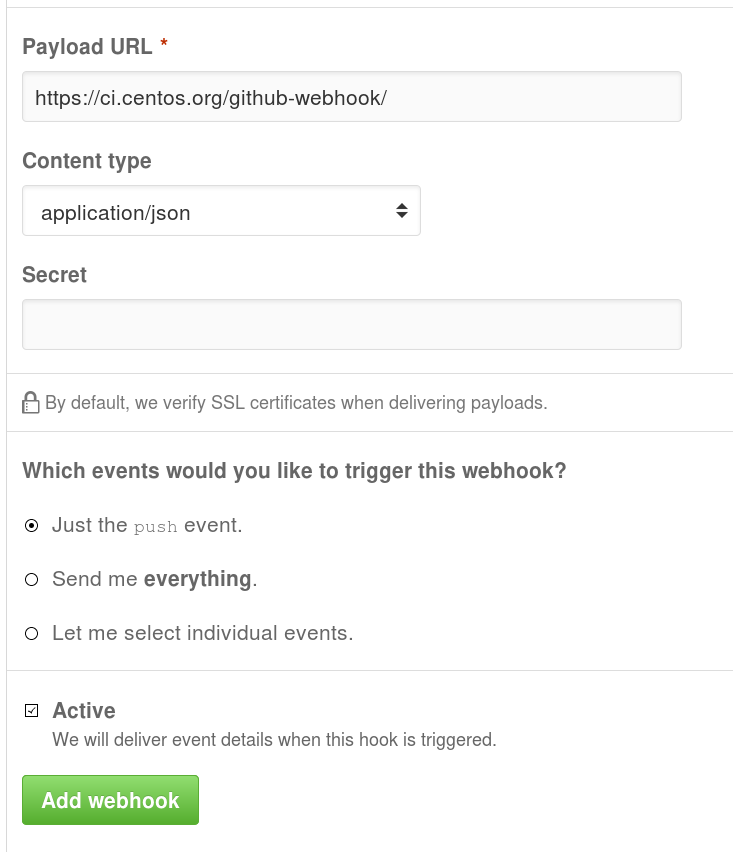 Payload URL *
https://ci.centos.org/github-webhook/
Content type
application/json
Secret
By default, we verify SSL certificates when delivering payloads.
Which events would you like to trigger this webhook?
Just the push event.
Send me everything.
Let me select individual events.
Active
We will deliver event details when this hook is triggered.
Add webhook